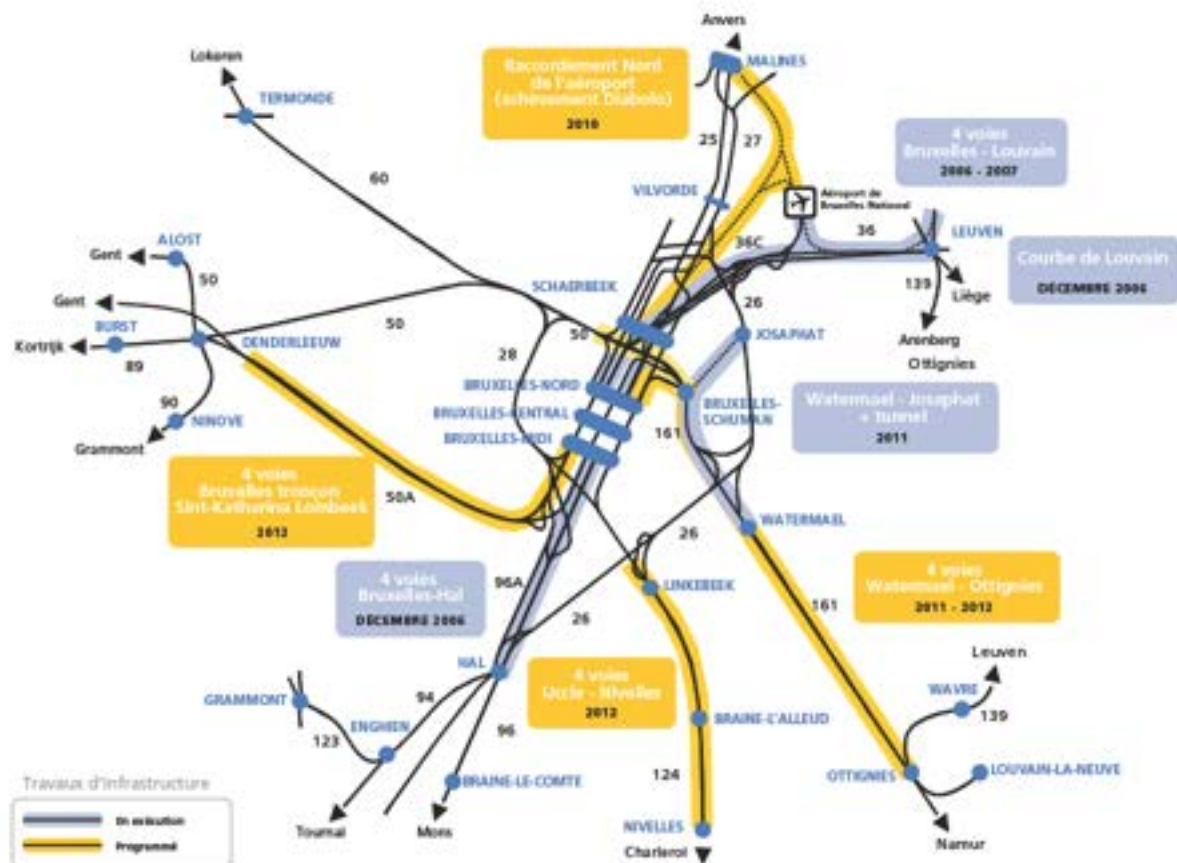 Anvers
MALINES
Lokeren
TERMONDE
Raccordement Nord
de l'aéroport
(achèvement Diabolo)
2010
25
27
4 voies
Bruxelles - Louvain
2006 - 2007
60
VILVORDE
Aéroport de
Bruxelles National
36C
36
LEUVEN
Courbe de Louvain
DECEMBRE 2006
ALOST
Gent
50
139
Liège
Gent
SCHAERBEEK
26
Arenberg
Ottignies
BURST
Kortrijk
50
50
JOSAPHAT
DENDERLEEUW
28
89
BRUXELLES-NORD
BRUXELLES-SCHUMAN
Watermael - Josaphat
+ tunnel
2011
90
NINOVE
BRUXELLES-CENTRAL
BRUXELLES-MIDI
161
Grammont
4 voies
Bruxelles tronçon
Sint-Katharina Lombeek
2012
50A
WATERMAEL
26
4 voies
Bruxelles-Hal
DECEMBRE 2006
96A
LINKEBEEK
4 voies
Watermael - Ottignies
2011 - 2012
161
26
HAL
4 voies
Uccle - Nivelles
2012
Leuven
GRAMMONT
94
WAVRE
123
ENGHIEN
96
BRAINE-L'ALLEUD
139
BRAINE-LE-COMTE
124
OTTIGNIES
LOUVAIN-LA-NEUVE
Travaux d'infrastructure
En exécution
Programmé
Tournai
Mons
NIVELLES
Charleroi
Namur